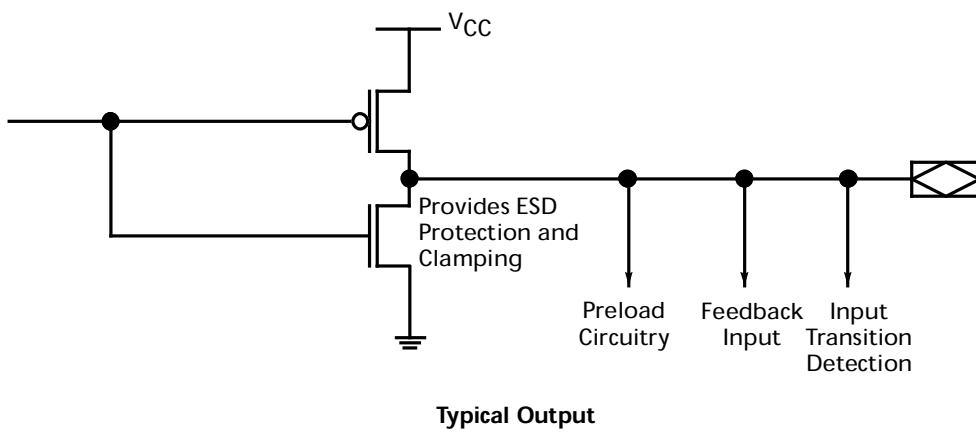 VCC
Provides ESD
Protection and
Clamping
Preload
Circuitry
Feedback
Input
Input
Transition
Detection
Typical Output